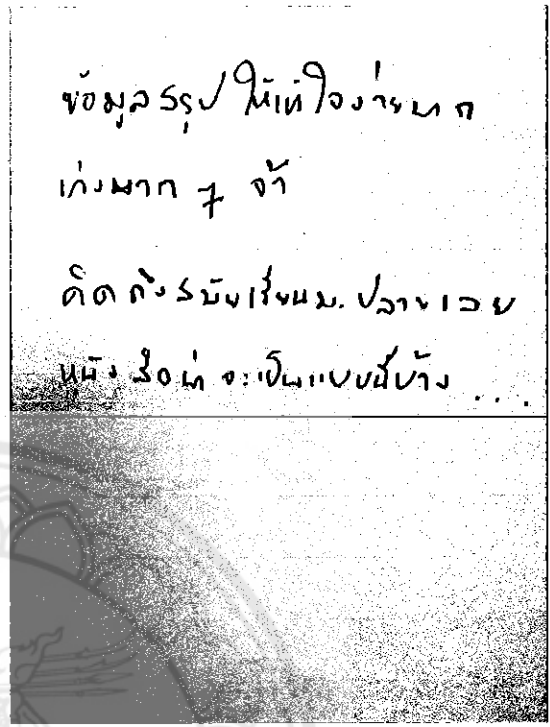 ข้อมูลสรุปให้เข้าใจง่ายมาก
เก่งมาก ๆ จ้า
คิดถึงสมัยเรียนม.ปลายเลย
หนังสือน่าจะเป็นแบบนี้บ้าง ...